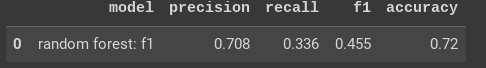 model precision recall f1 accuracy
0 random forest: f1 0.708 0.336 0.455 0.72